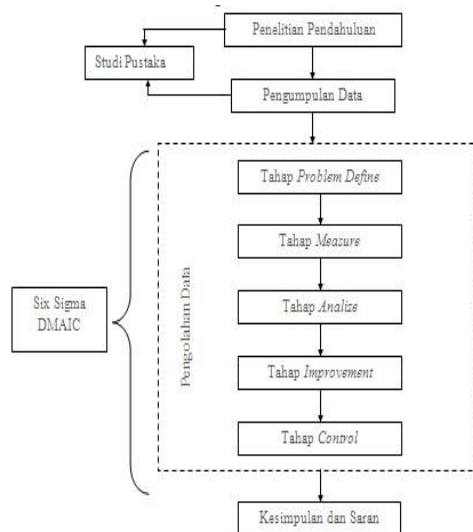 Penelitian Pendahuluan
Studi Pustaka
Pengumpulan Data
Tahap Problem Define
Tahap Measure
Six Sigma
DMAIC
Pengolahan Data
Tahap Analize
Tahap Improvement
Tahap Control
Kesimpulan dan Saran